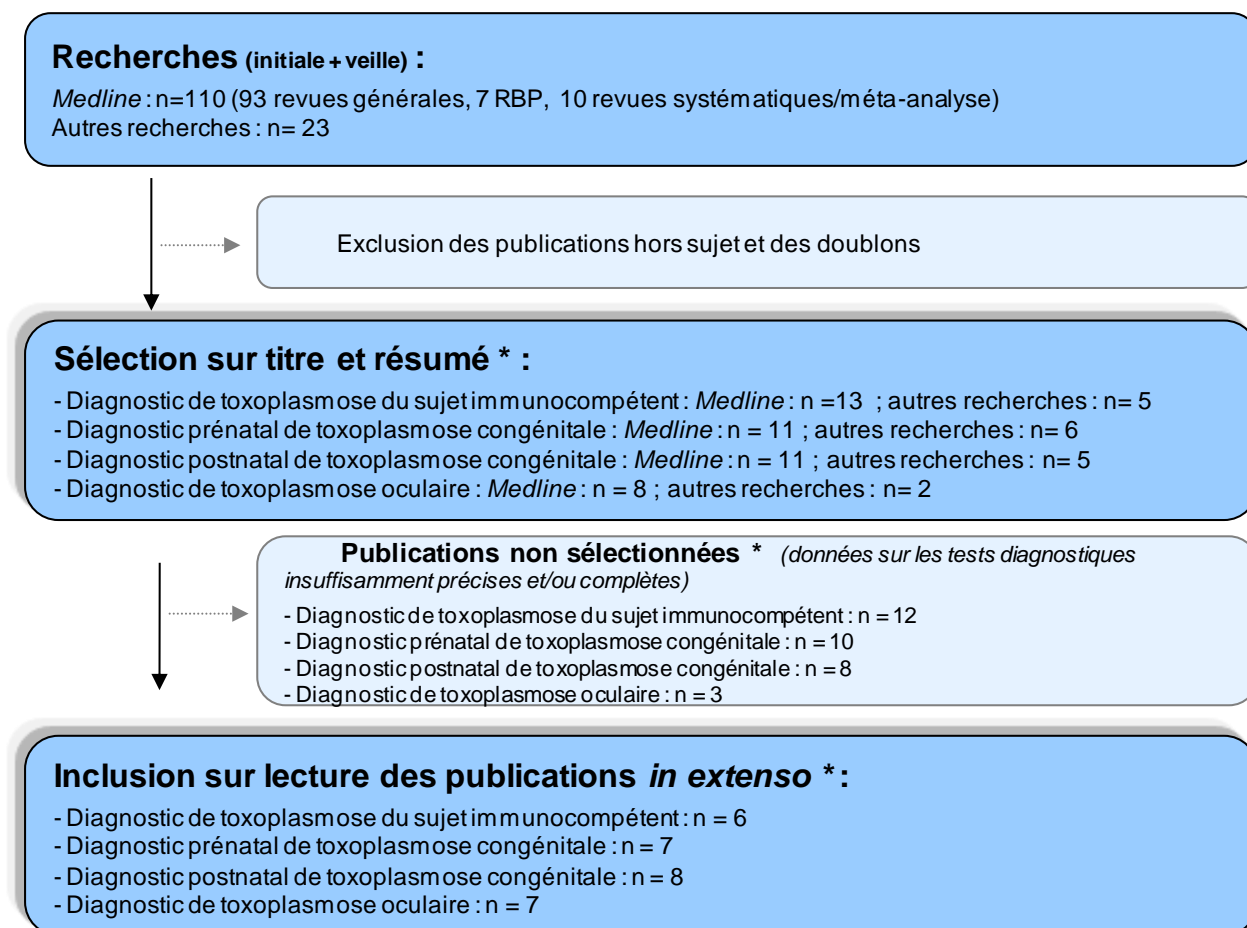 Recherches (initiale + veille) :
Medline : n=110 (93 revues générales, 7 RBP, 10 revues systématiques/méta-analyse)
Autres recherches : n= 23
Exclusion des publications hors sujet et des doublons
Sélection sur titre et résumé * :
- Diagnostic de toxoplasmose du sujet immunocompétent : Medline : n =13 ; autres recherches : n= 5
- Diagnostic prénatal de toxoplasmose congénitale : Medline : n = 11 ; autres recherches : n= 6
- Diagnostic postnatal de toxoplasmose congénitale : Medline : n = 11 ; autres recherches : n= 5
- Diagnostic de toxoplasmose oculaire : Medline : n = 8 ; autres recherches : n= 2
Publications non sélectionnées * (données sur les tests diagnostiques
insuffisamment précises et/ou complètes)
- Diagnostic de toxoplasmose du sujet immunocompétent : n = 12
- Diagnostic prénatal de toxoplasmose congénitale : n = 10
- Diagnostic postnatal de toxoplasmose congénitale : n = 8
- Diagnostic de toxoplasmose oculaire : n = 3
Inclusion sur lecture des publications in extenso * :
- Diagnostic de toxoplasmose du sujet immunocompétent : n = 6
- Diagnostic prénatal de toxoplasmose congénitale : n = 7
- Diagnostic postnatal de toxoplasmose congénitale : n = 8
- Diagnostic de toxoplasmose oculaire : n = 7